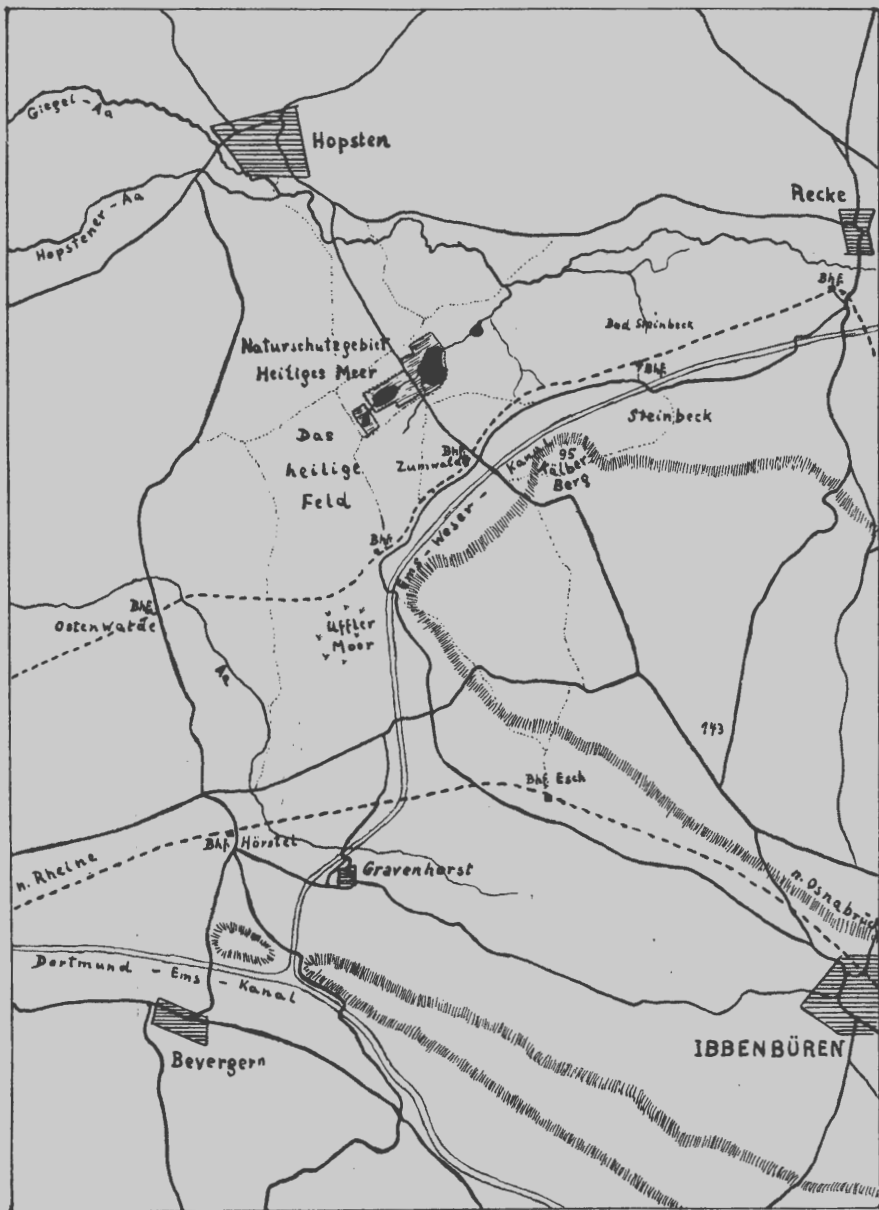 Giegel - Aa
Hopsten
Hopstener - Aa
Recke
Bhf.
Bad Steinbeck
Naturschutzgebiet
Heiliges Meer
Bhf.
Steinbeck
Das
heilige
Feld
Bhf.
Zumwalde
95
Kälber
Berg
Bhf.
Ems - Weser - Kanal
Bhf.
Ostenwalde
Uffler
Moor
Aa
143
Bhf. Esch
Bhf. Hörstel
n. Rheine
Gravenhorst
n. Osnabrück
Dortmund - Ems - Kanal
Bevergern
IBBENBÜREN